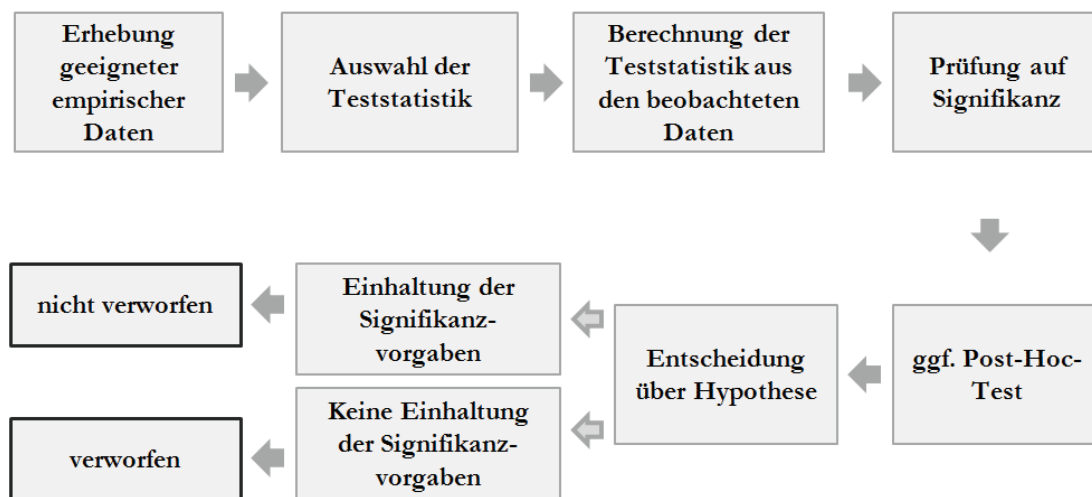 Erhebung
geeigneter
empirischer
Daten
Auswahl der
Teststatistik
Berechnung der
Teststatistik aus
den beobachteten
Daten
Prüfung auf
Signifikanz
ggf. Post-Hoc-
Test
Entscheidung
über Hypothese
Einhaltung der
Signifikanz-
vorgaben
nicht verworfen
Keine Einhaltung
der Signifikanz-
vorgaben
verworfen